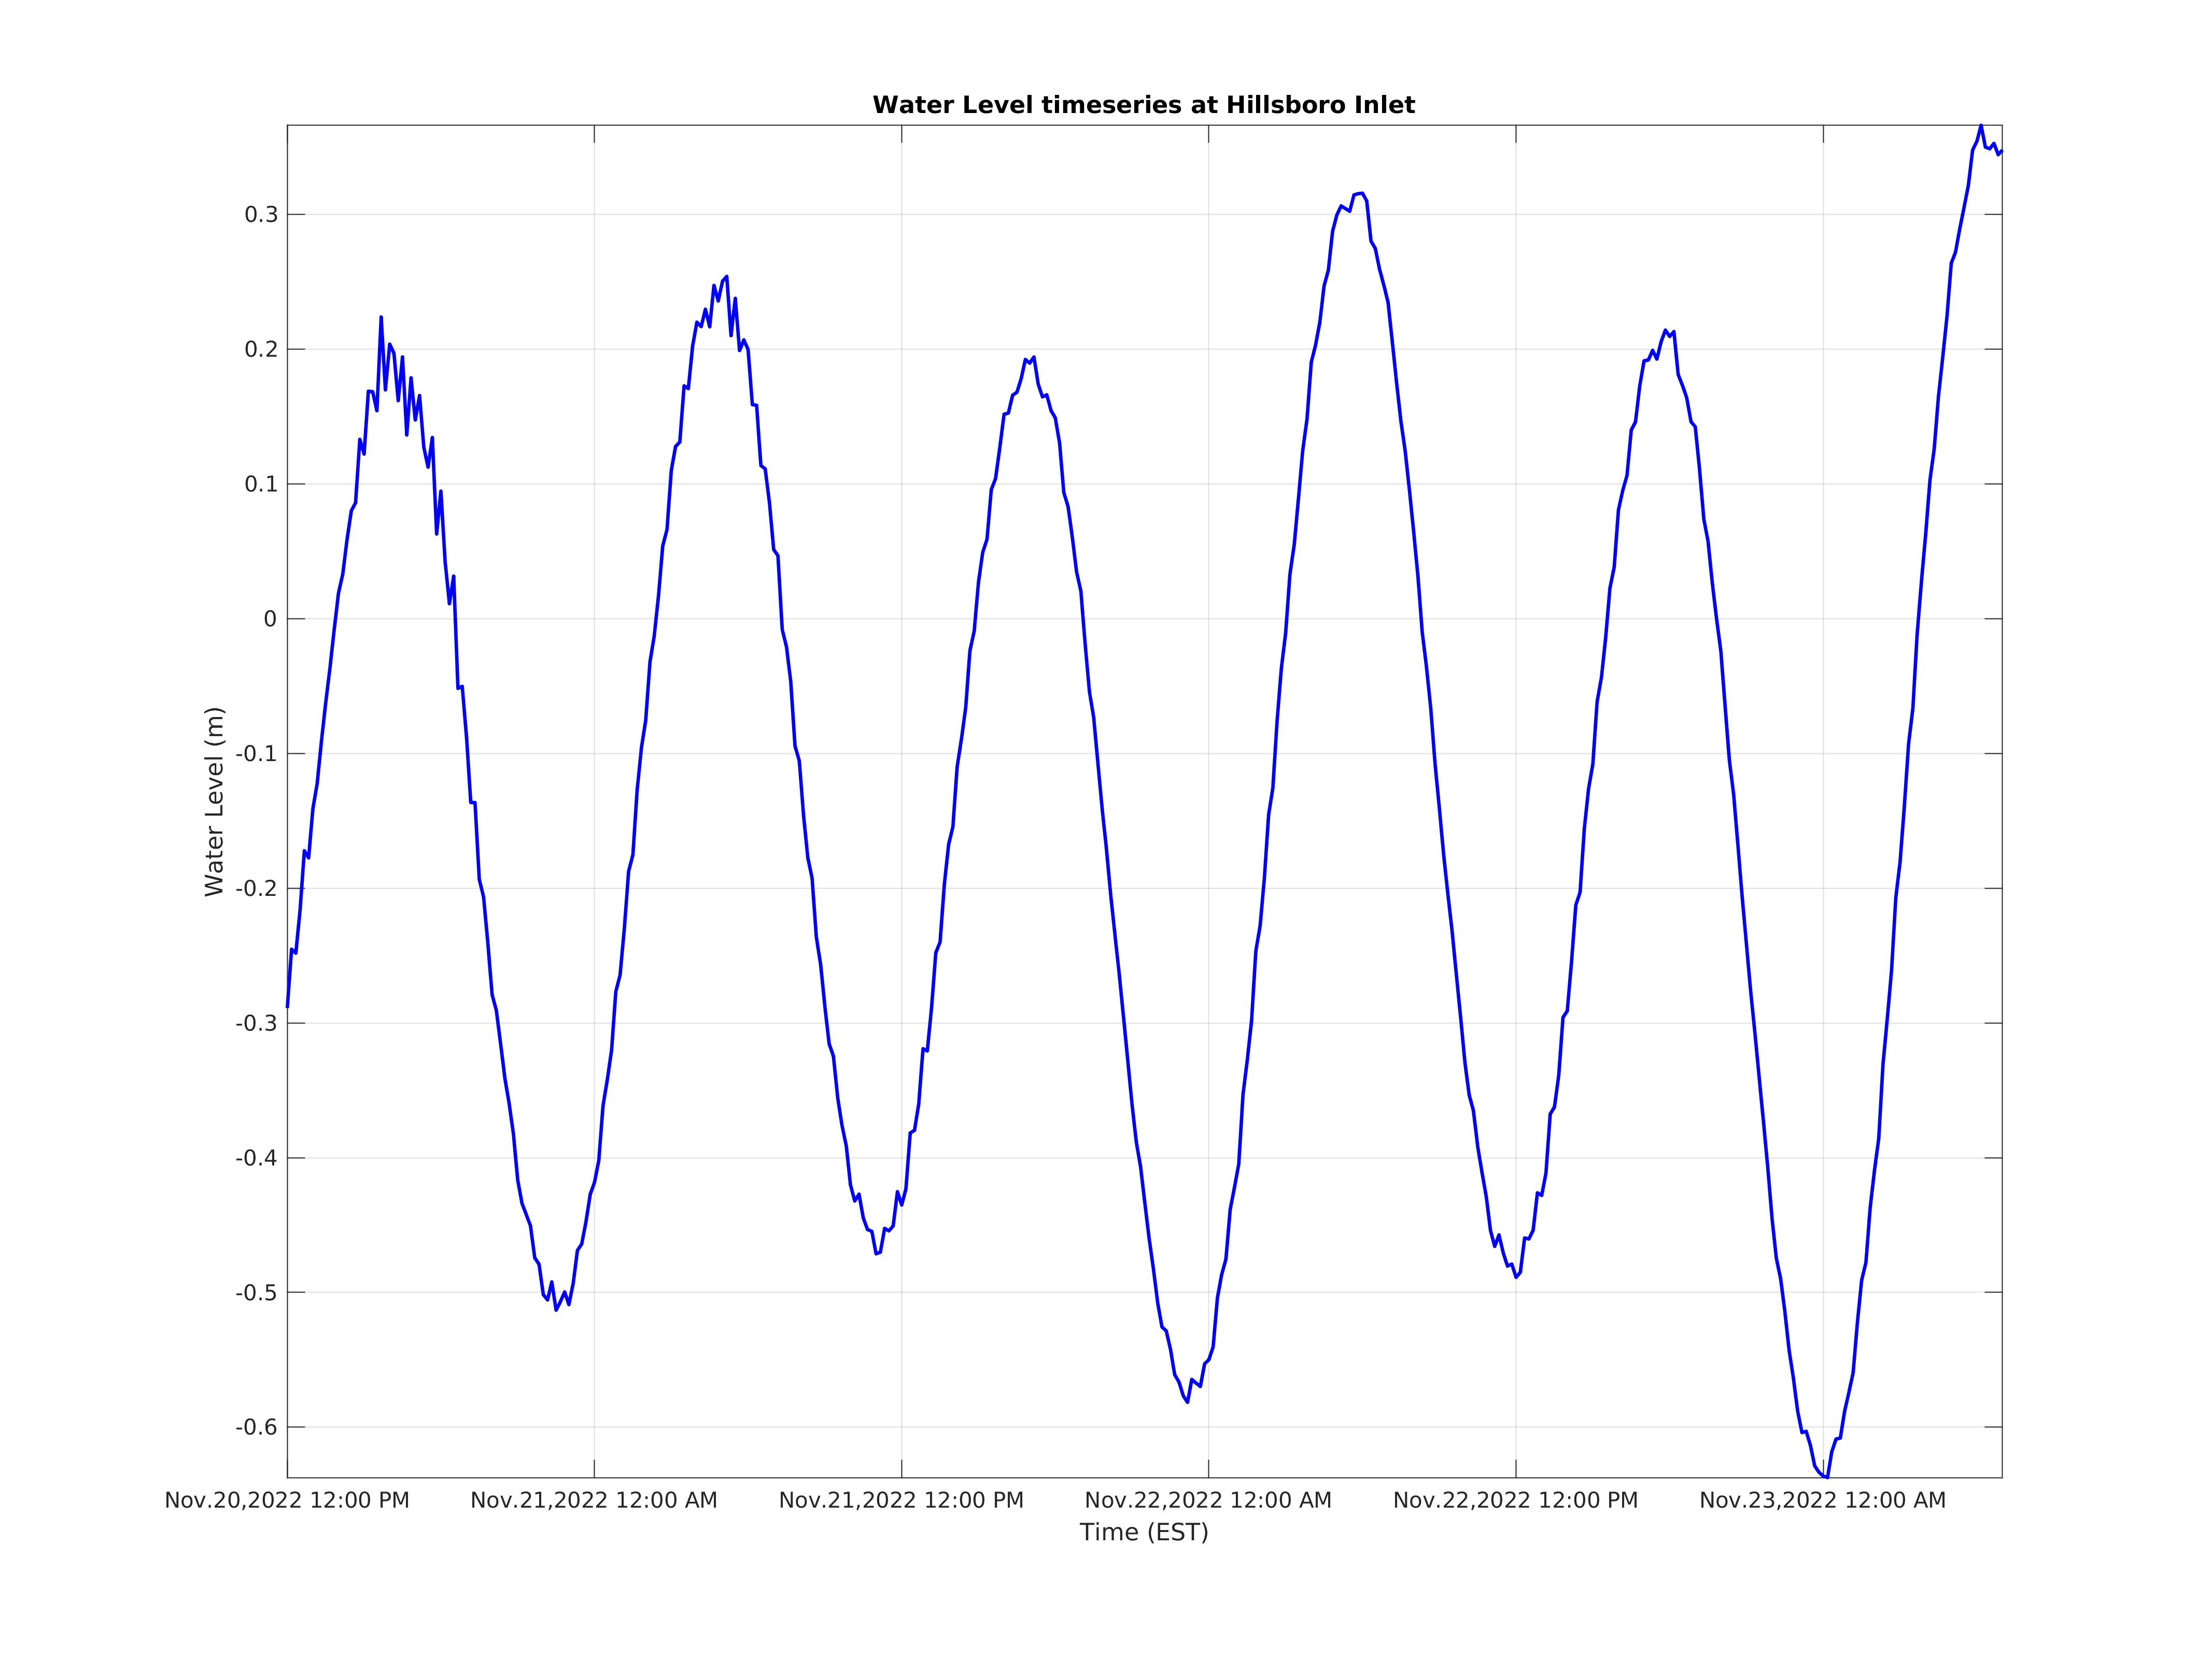 Water Level timeseries at Hillsboro Inlet
0.3
0.2
0.1
0
-0.1
-0.2
-0.3
-0.4
-0.5
-0.6
Water Level (m)
Nov.20,2022 12:00 PM
Nov.21,2022 12:00 AM
Nov.21,2022 12:00 PM
Nov.22,2022 12:00 AM
Nov.22,2022 12:00 PM
Nov.23,2022 12:00 AM
Time (EST)